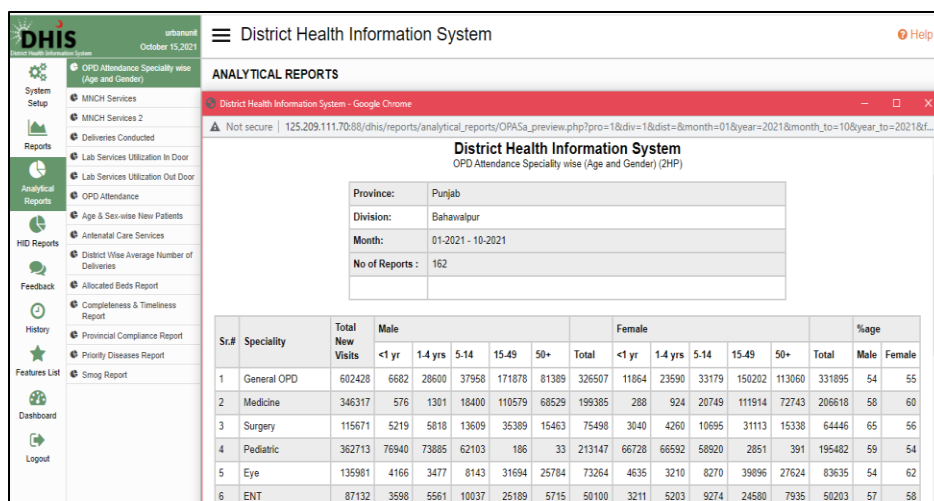 DHIS
District Health Information System
urbanunit
October 15,2021
District Health Information System
Help
System Setup
Reports
Analytical Reports
HID Reports
Feedback
History
Features List
Dashboard
Logout
OPD Attendance Speciality wise (Age and Gender)
MNCH Services
MNCH Services 2
Deliveries Conducted
Lab Services Utilization In Door
Lab Services Utilization Out Door
OPD Attendance
Age & Sex-wise New Patients
Antenatal Care Services
District Wise Average Number of Deliveries
Allocated Beds Report
Completeness & Timeliness Report
Provincial Compliance Report
Priority Diseases Report
Smog Report
ANALYTICAL REPORTS
District Health Information System - Google Chrome
Not secure | 125.209.111.70:88/dhis/reports/analytical_reports/OPASa_preview.php?pro=1&div=1&dist=&month=01&year=2021&month_to=10&year_to=2021&f...
District Health Information System
OPD Attendance Speciality wise (Age and Gender) (2HP)
Province: Punjab
Division: Bahawalpur
Month: 01-2021 - 10-2021
No of Reports : 162
Sr.# Speciality Total New Visits Male Female %age
<1 yr 1-4 yrs 5-14 15-49 50+ Total <1 yr 1-4 yrs 5-14 15-49 50+ Total Male Female
1 General OPD 602428 6682 28600 37958 171878 81389 326507 11864 23590 33179 150202 113060 331895 54 55
2 Medicine 346317 576 1301 18400 110579 68529 199385 288 924 20749 111914 72743 206618 58 60
3 Surgery 115671 5219 5818 13609 35389 15463 75498 3040 4260 10695 31113 15338 64446 65 56
4 Pediatric 362713 76940 73885 62103 186 33 213147 66728 66592 58920 2851 391 195482 59 54
5 Eye 135981 4166 3477 8143 31694 25784 73264 4635 3210 8270 39896 27624 83635 54 62
6 ENT 87132 3598 5561 10037 25189 5715 50100 3211 5203 9274 24580 7935 50203 57 58